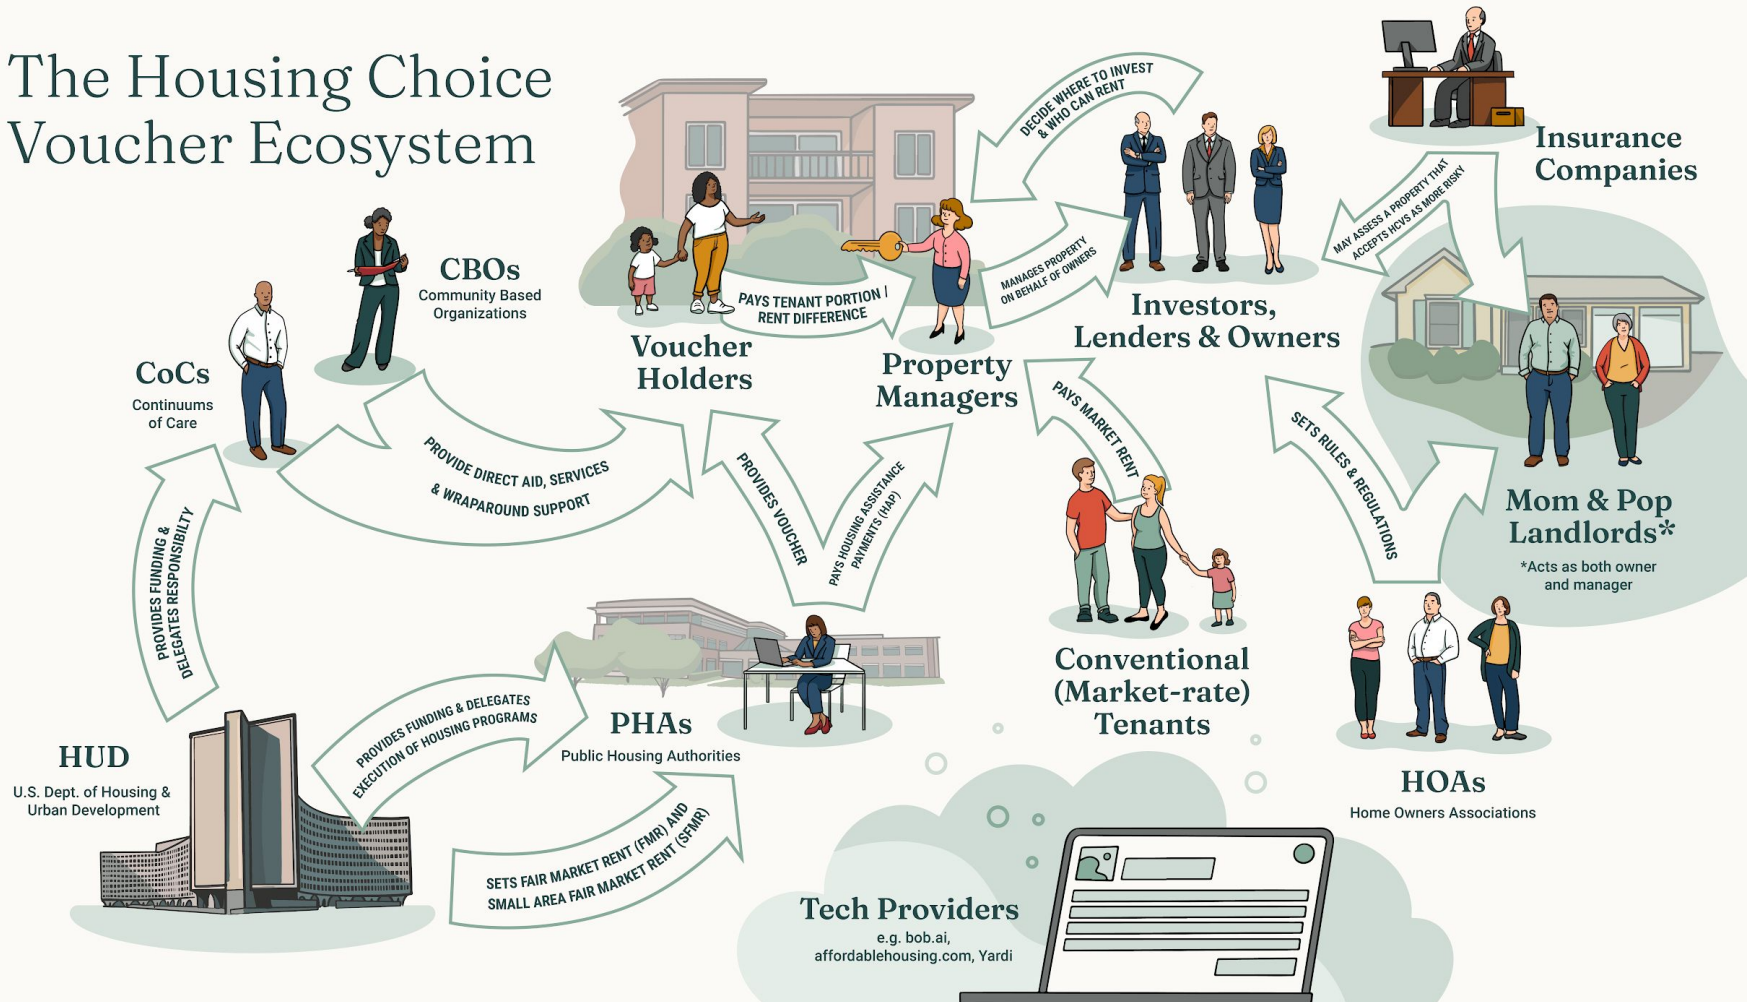 The Housing Choice
Voucher Ecosystem
DECIDE WHERE TO INVEST
& WHO CAN RENT
Insurance
Companies
MAY ASSESS A PROPERTY THAT
ACCEPTS HCVS AS MORE RISKY
CBOs
Community Based
Organizations
CoCs
Continuums
of Care
PAYS TENANT PORTION /
RENT DIFFERENCE
MANAGES PROPERTY
ON BEHALF OF OWNERS
Voucher
Holders
Property
Managers
Investors,
Lenders & Owners
PROVIDE DIRECT AID, SERVICES
& WRAPAROUND SUPPORT
PROVIDES VOUCHER
PAYS HOUSING ASSISTANCE
PAYMENTS (HAP)
PAYS MARKET RENT
SETS RULES & REGULATIONS
Mom & Pop
Landlords*
*Acts as both owner
and manager
PROVIDES FUNDING &
DELEGATES RESPONSIBILTY
PROVIDES FUNDING & DELEGATES
EXECUTION OF HOUSING PROGRAMS
PHAs
Public Housing Authorities
Conventional
(Market-rate)
Tenants
HUD
U.S. Dept. of Housing &
Urban Development
HOAs
Home Owners Associations
SETS FAIR MARKET RENT (FMR) AND
SMALL AREA FAIR MARKET RENT (SFMR)
Tech Providers
e.g. bob.ai,
affordablehousing.com, Yardi